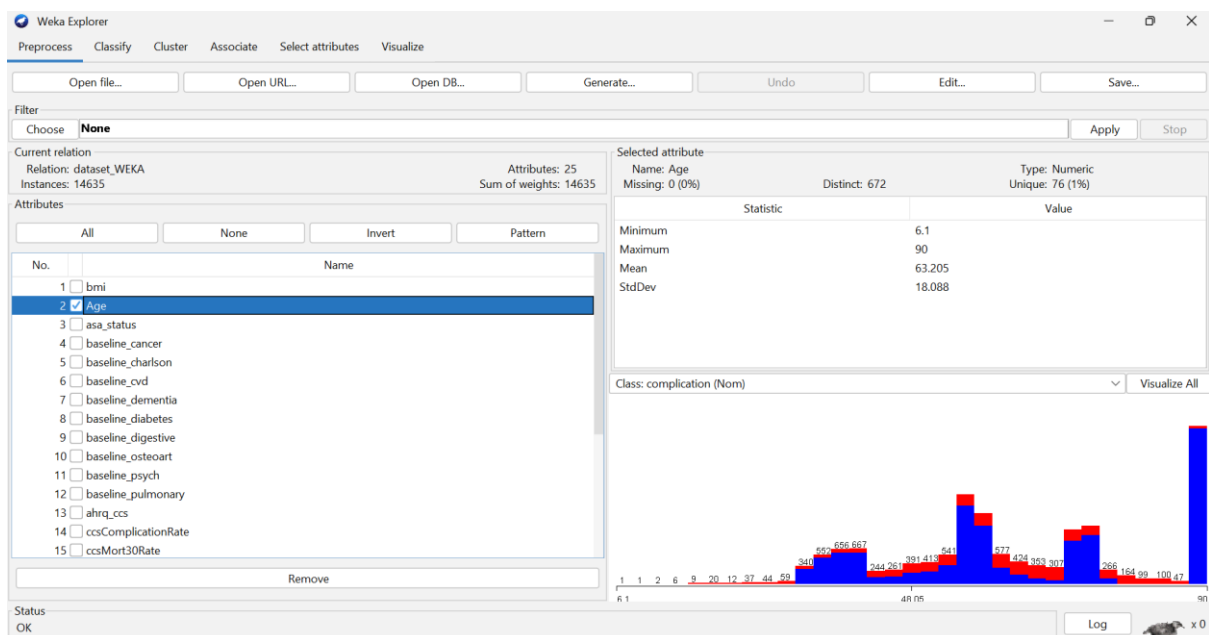 Weka Explorer
Preprocess Classify Cluster Associate Select attributes Visualize
Open file... Open URL... Open DB... Generate... Undo Edit... Save...
Filter
Choose None Apply Stop
Current relation
Relation: dataset_WEKA Attributes: 25
Instances: 14635 Sum of weights: 14635
Attributes
All None Invert Pattern
No. Name
1 bmi
2 Age
3 asa_status
4 baseline_cancer
5 baseline_charlson
6 baseline_cvd
7 baseline_dementia
8 baseline_diabetes
9 baseline_digestive
10 baseline_osteoart
11 baseline_psych
12 baseline_pulmonary
13 ahrq_ccs
14 ccsComplicationRate
15 ccsMort30Rate
Remove
Selected attribute
Name: Age Type: Numeric
Missing: 0 (0%) Distinct: 672 Unique: 76 (1%)
Statistic Value
Minimum 6.1
Maximum 90
Mean 63.205
StdDev 18.088
Class: complication (Nom) Visualize All
1 1 2 6 9 20 12 37 44 59 340 552 656 667 244 261 391 413 541 577 424 353 307 266 164 99 100 47
6.1 48.05 90
Status
OK Log x 0